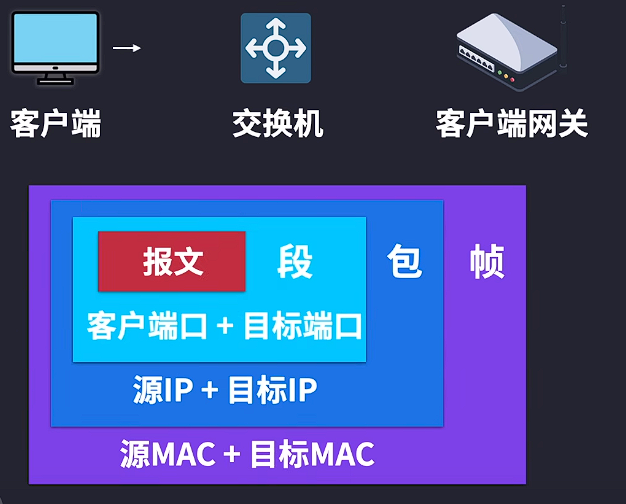 客户端 交换机 客户端网关
报文 段 包 帧
客户端口 + 目标端口
源IP + 目标IP
源MAC + 目标MAC